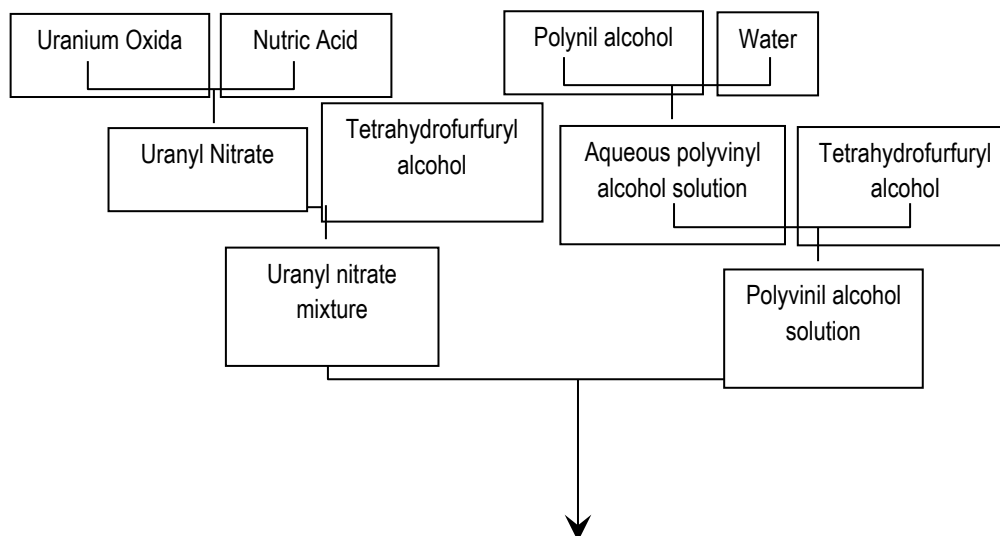 Uranium Oxida
Nutric Acid
Polynil alcohol
Water
Uranyl Nitrate
Tetrahydrofurfuryl
alcohol
Aqueous polyvinyl
alcohol solution
Tetrahydrofurfuryl
alcohol
Uranyl nitrate
mixture
Polyvinil alcohol
solution